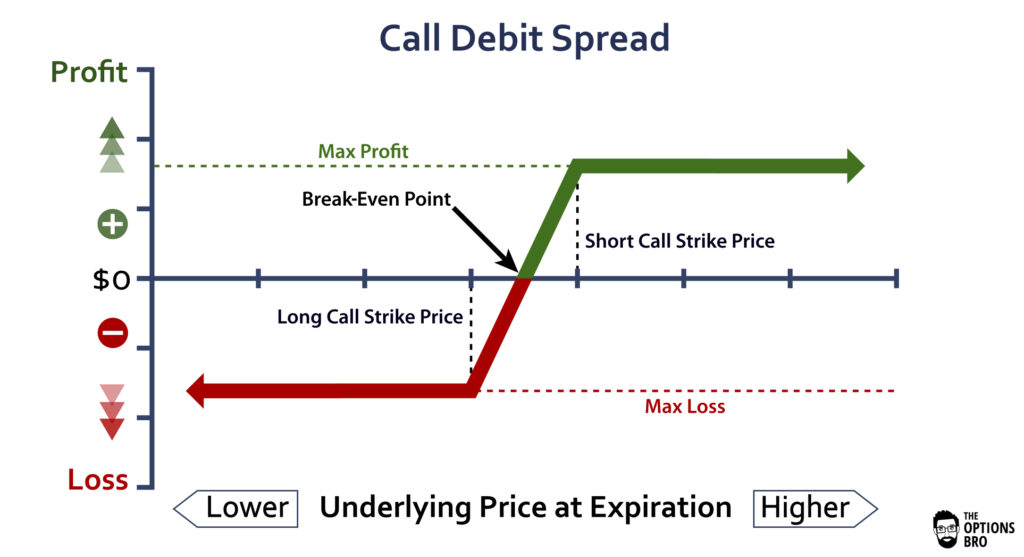 Call Debit Spread
Profit
Max Profit
Break-Even Point
Short Call Strike Price
$0
Long Call Strike Price
Max Loss
Loss
Lower
Underlying Price at Expiration
Higher
THE
OPTIONS
BRO